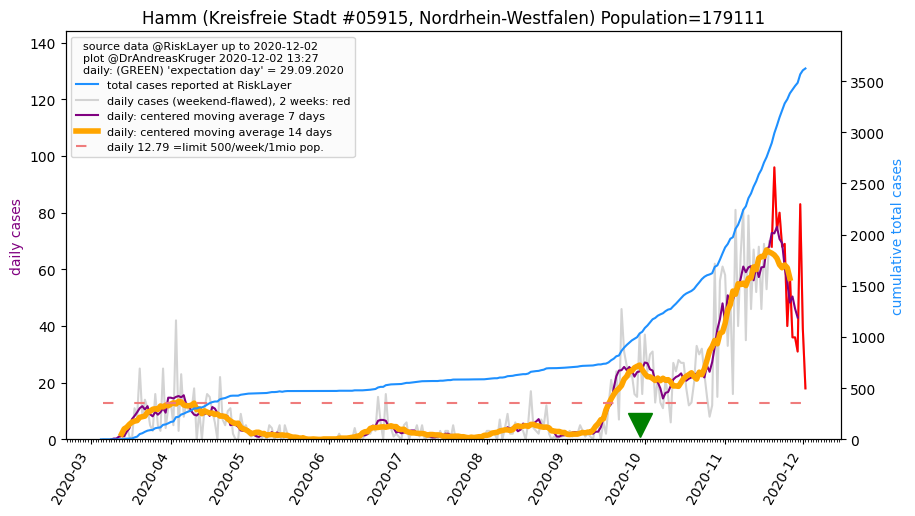 Hamm (Kreisfreie Stadt #05915, Nordrhein-Westfalen) Population=179111
source data @RiskLayer up to 2020-12-02
plot @DrAndreasKruger 2020-12-02 13:27
daily: (GREEN) 'expectation day' = 29.09.2020
total cases reported at RiskLayer
daily cases (weekend-flawed), 2 weeks: red
daily: centered moving average 7 days
daily: centered moving average 14 days
daily 12.79 =limit 500/week/1mio pop.
daily cases
140
120
100
80
60
40
20
0
cumulative total cases
3500
3000
2500
2000
1500
1000
500
0
2020-03
2020-04
2020-05
2020-06
2020-07
2020-08
2020-09
2020-10
2020-11
2020-12